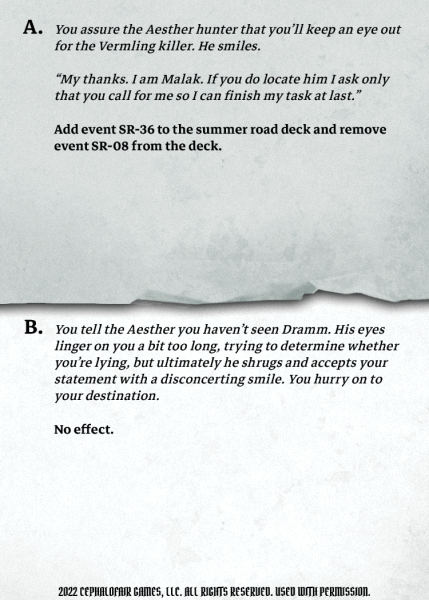 A. You assure the Aesther hunter that you’ll keep an eye out
for the Vermling killer. He smiles.
“My thanks. I am Malak. If you do locate him I ask only
that you call for me so I can finish my task at last.”
Add event SR-36 to the summer road deck and remove
event SR-08 from the deck.
B. You tell the Aesther you haven’t seen Dramm. His eyes
linger on you a bit too long, trying to determine whether
you’re lying, but ultimately he shrugs and accepts your
statement with a disconcerting smile. You hurry on to
your destination.
No effect.
2022 CEPHALOFAIR GAMES, LLC. ALL RIGHTS RESERVED. USED WITH PERMISSION.